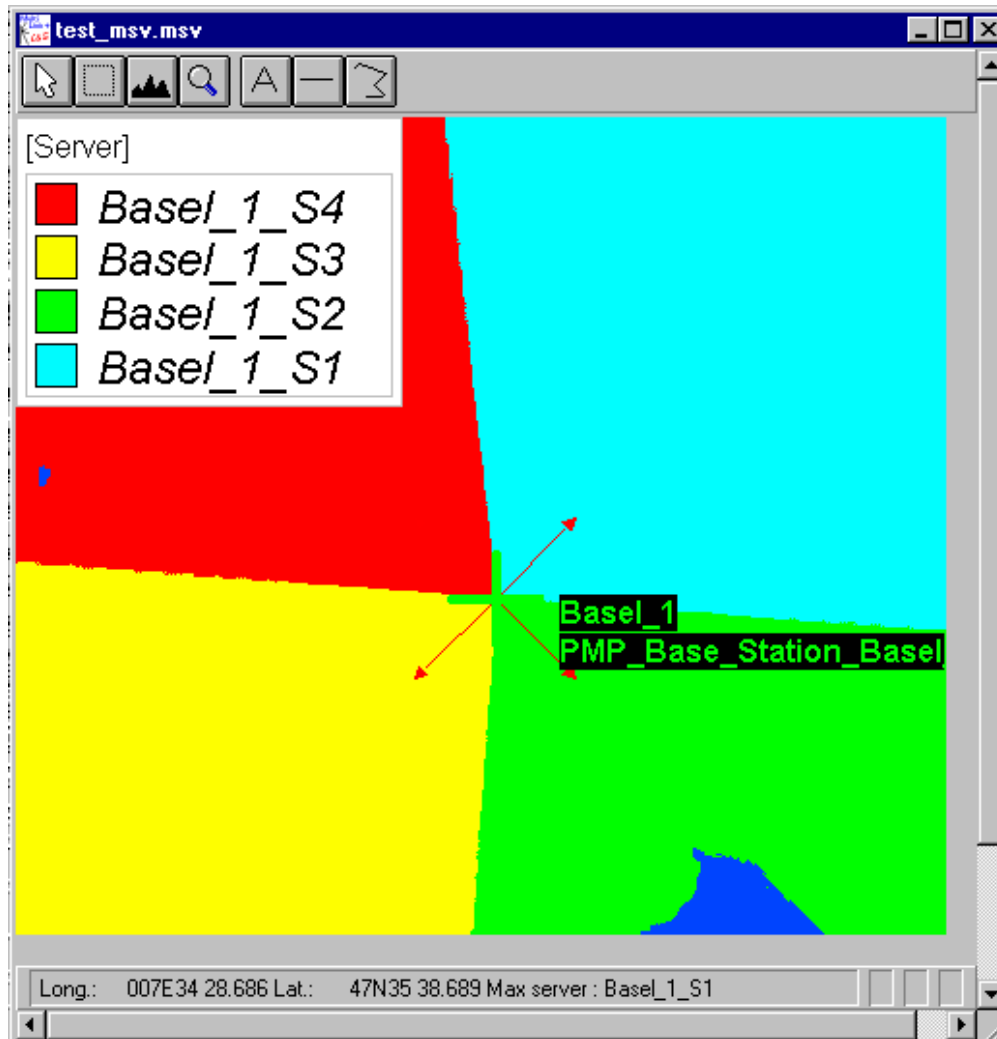 test_msv.msv
A
[Server]
Basel_1_S4
Basel_1_S3
Basel_1_S2
Basel_1_S1
Basel_1
PMP_Base_Station_Basel_
Long.: 007E34 28.686 Lat.: 47N35 38.689 Max server : Basel_1_S1